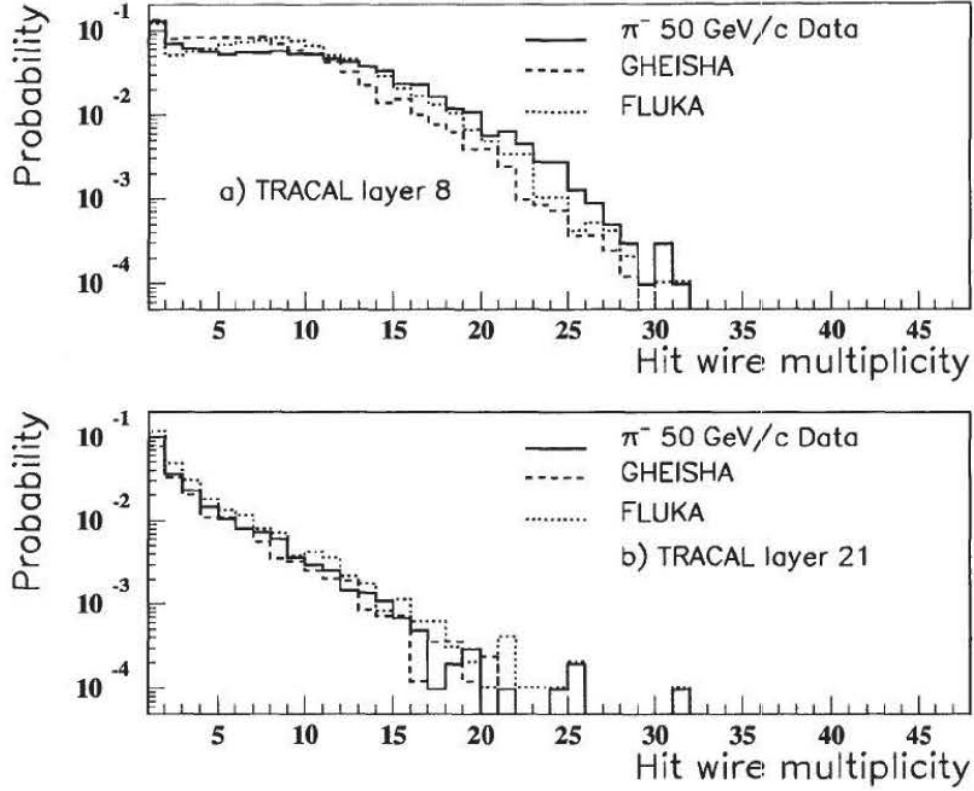 Probability
10 -1
10 -2
10 -3
10 -4
π⁻ 50 GeV/c Data
GHEISHA
FLUKA
a) TRACAL layer 8
5 10 15 20 25 30 35 40 45
Hit wire multiplicity
Probability
10 -1
10 -2
10 -3
10 -4
π⁻ 50 GeV/c Data
GHEISHA
FLUKA
b) TRACAL layer 21
5 10 15 20 25 30 35 40 45
Hit wire multiplicity